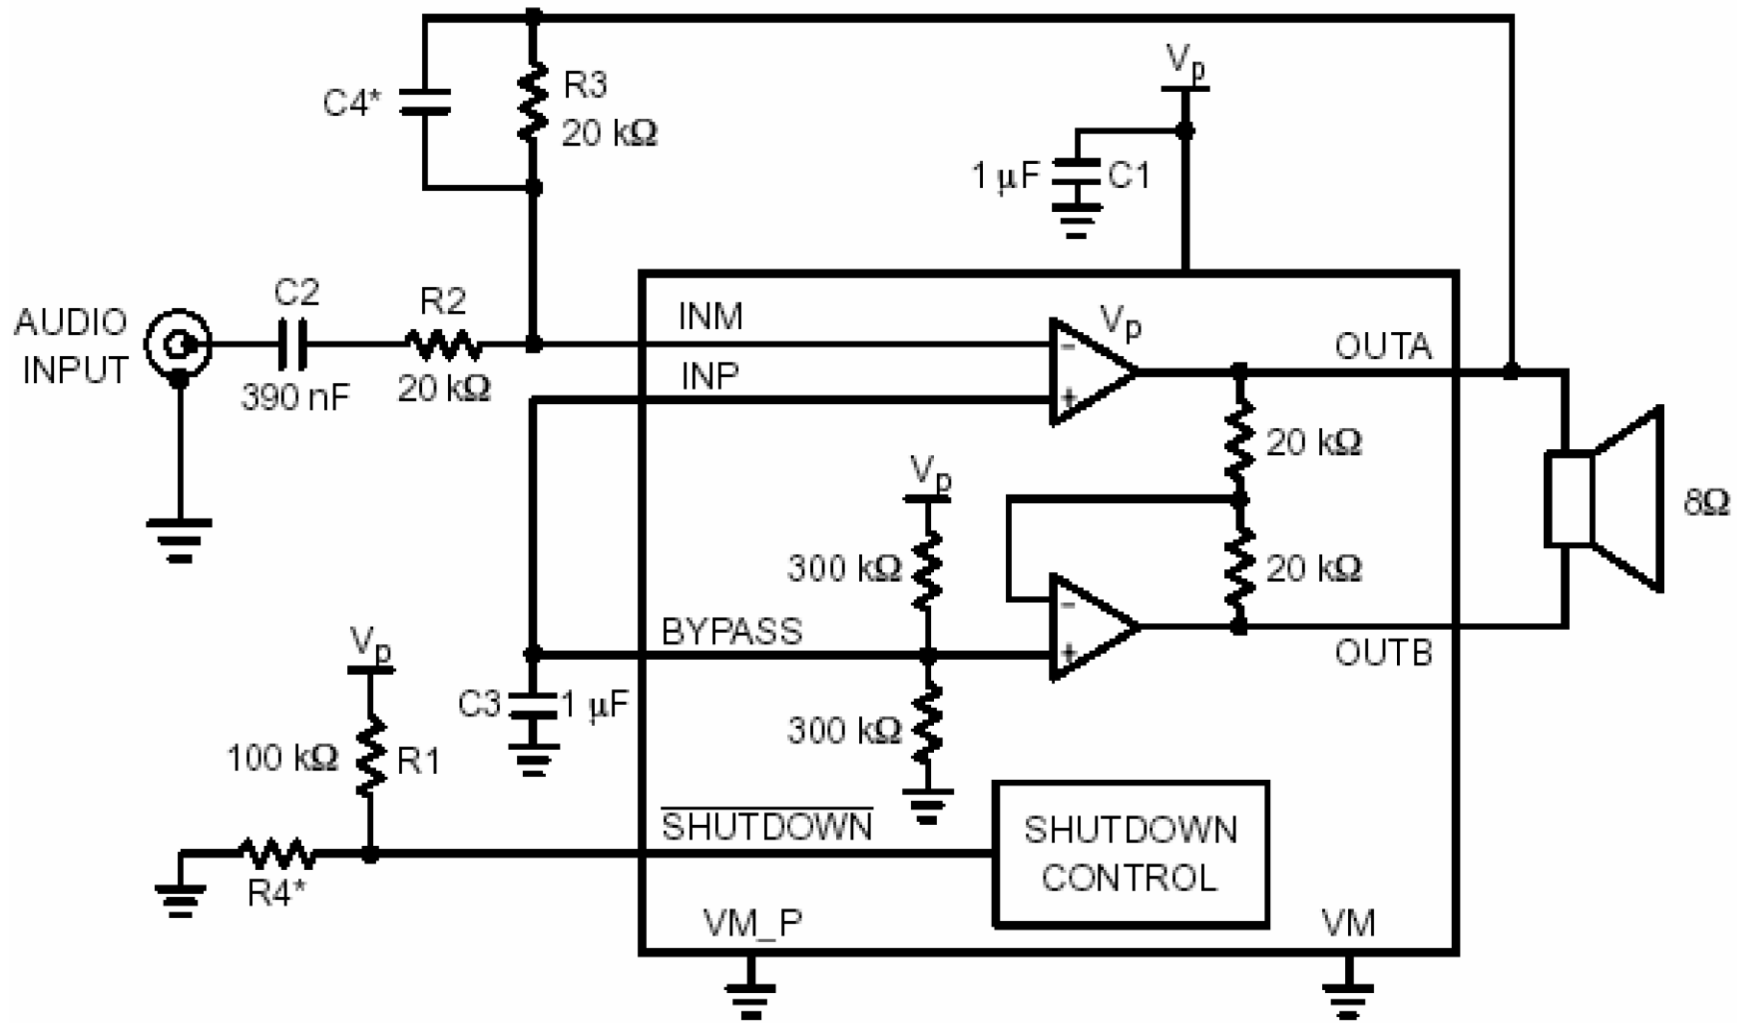 C4*
R3
20 kΩ
Vp
1 μF
C1
AUDIO
INPUT
C2
390 nF
R2
20 kΩ
INM
INP
Vp
-
+
OUTA
20 kΩ
8Ω
Vp
300 kΩ
20 kΩ
-
+
BYPASS
OUTB
C3
1 μF
300 kΩ
Vp
100 kΩ
R1
R4*
SHUTDOWN
SHUTDOWN
CONTROL
VM_P
VM